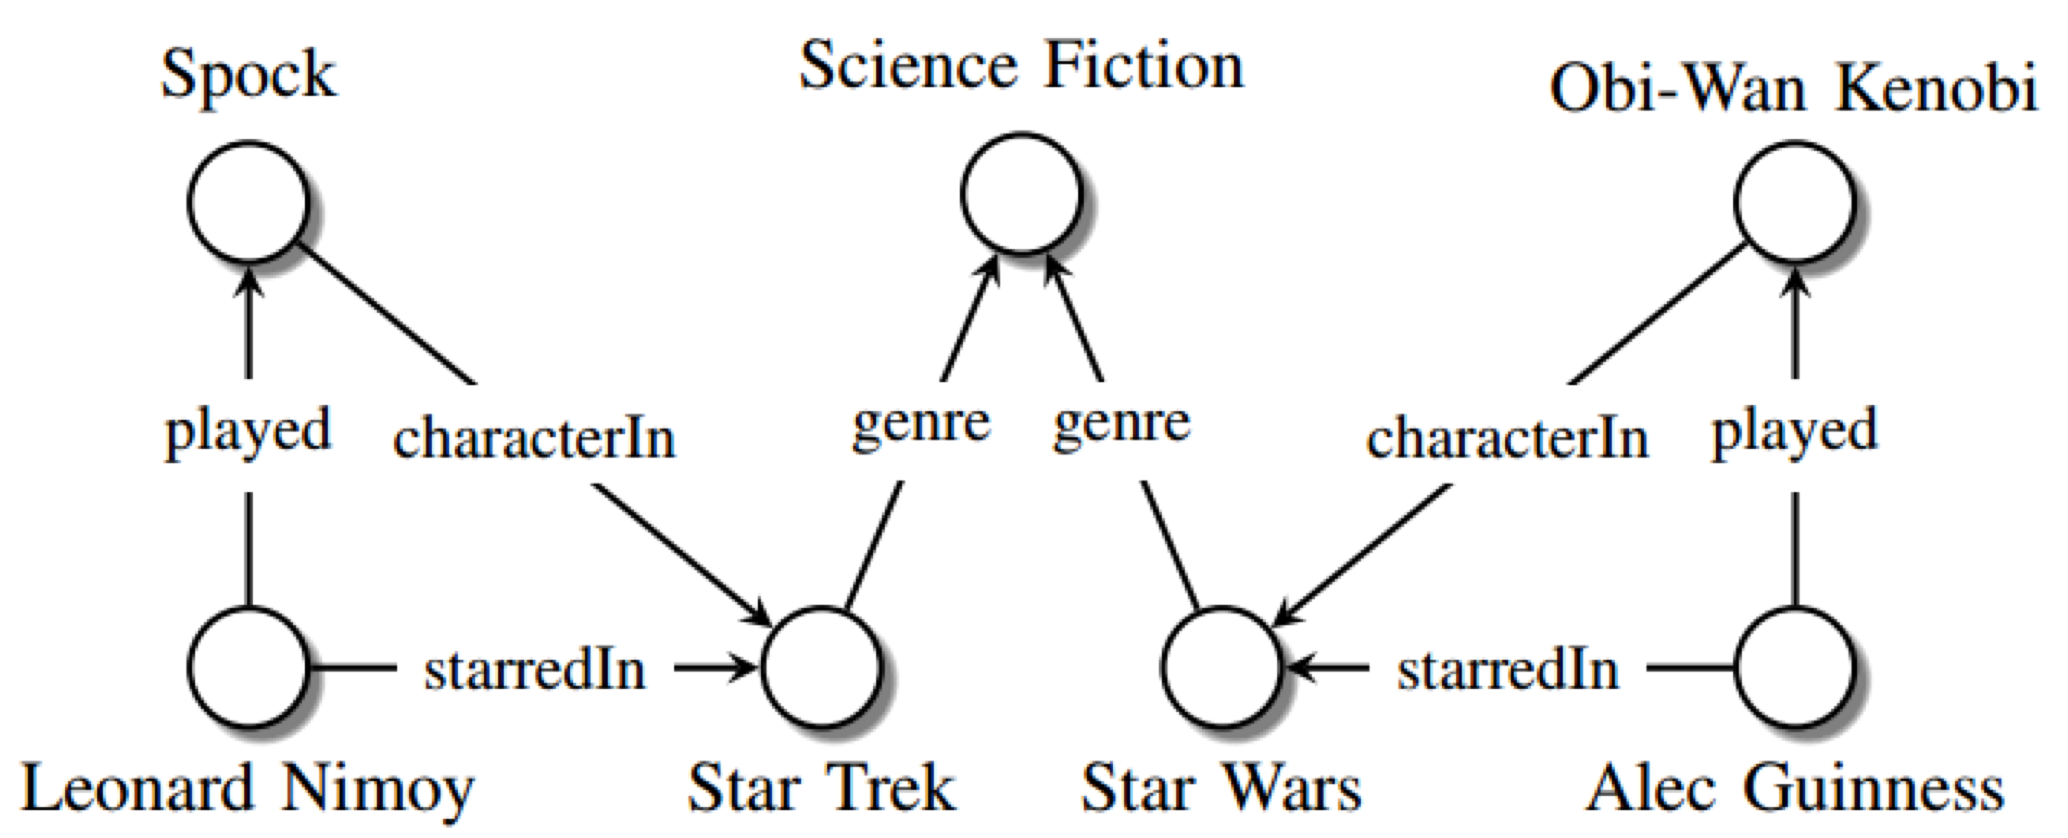 Spock
Science Fiction
Obi-Wan Kenobi
played
characterIn
genre
genre
characterIn
played
starredIn
starredIn
Leonard Nimoy
Star Trek
Star Wars
Alec Guinness